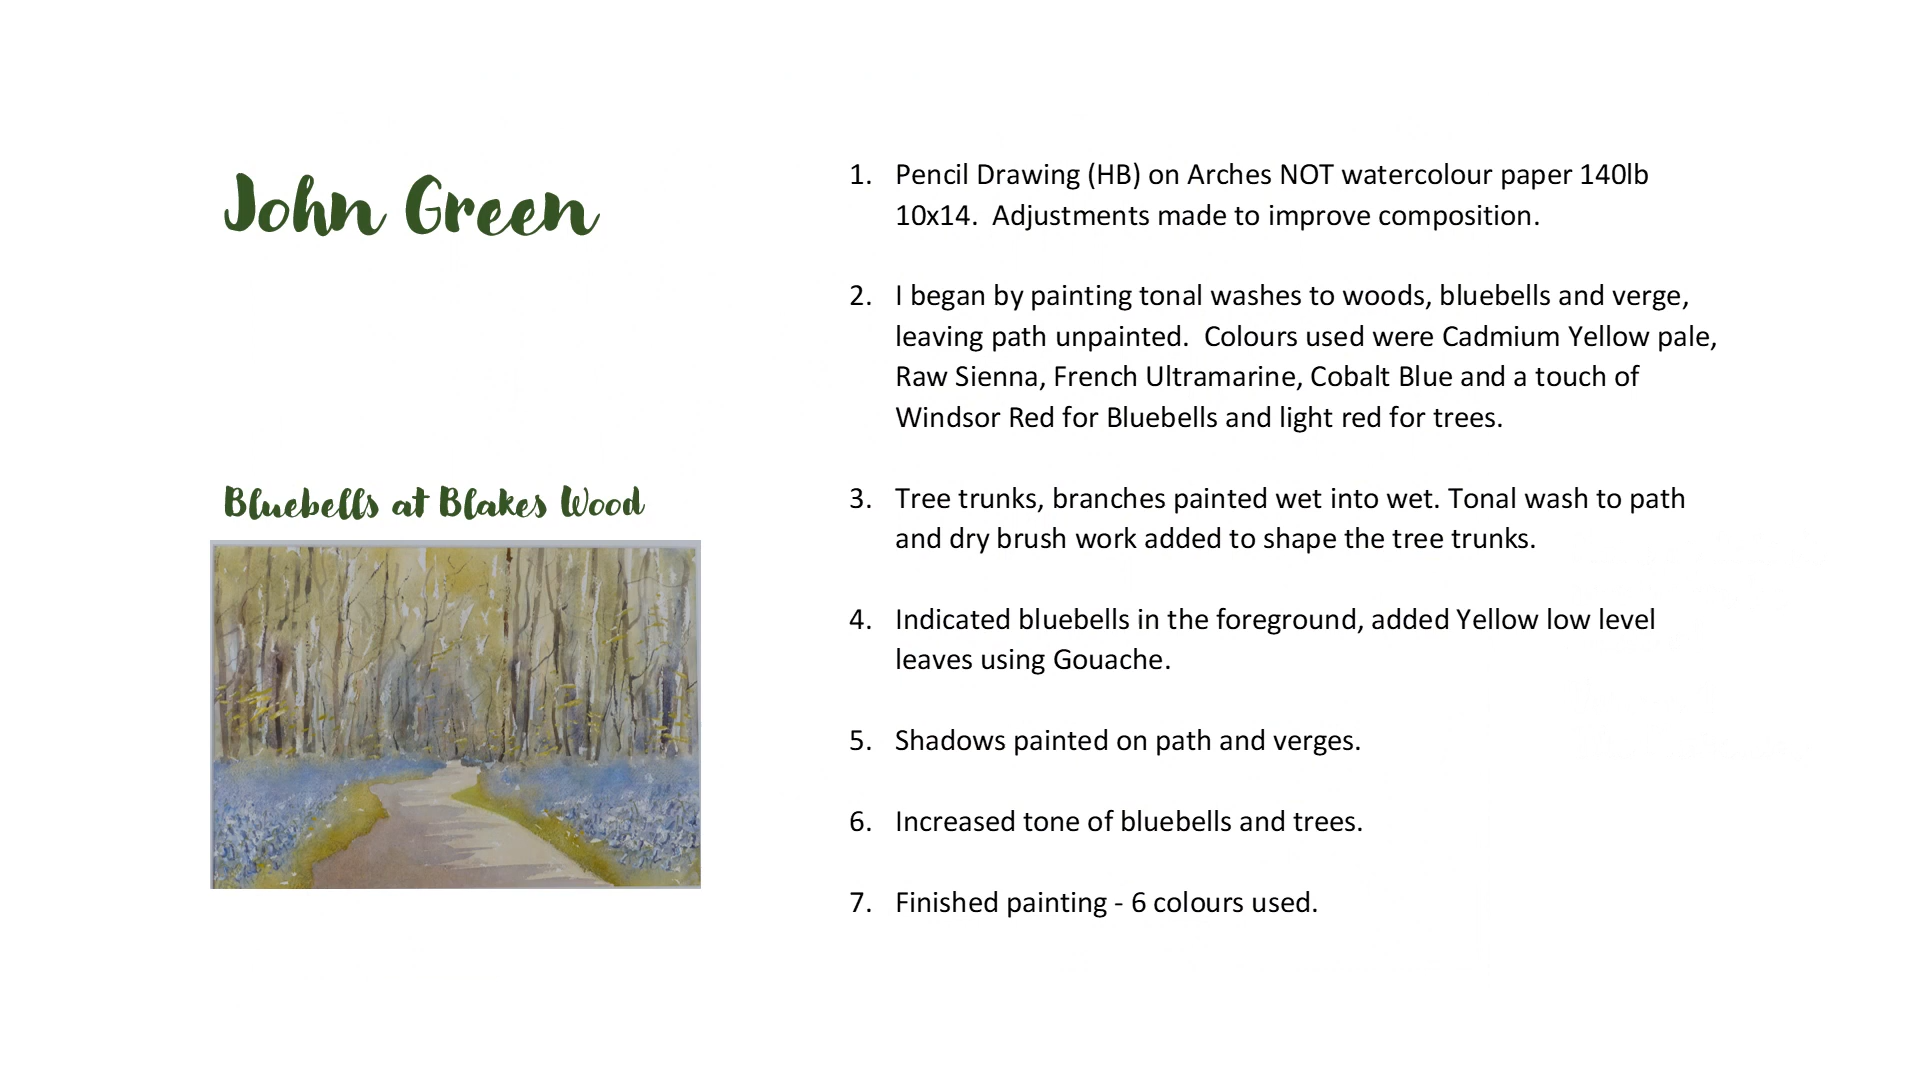 John Green
Bluebells at Blakes Wood
1. Pencil Drawing (HB) on Arches NOT watercolour paper 140lb
10x14.  Adjustments made to improve composition.
2. I began by painting tonal washes to woods, bluebells and verge,
leaving path unpainted.  Colours used were Cadmium Yellow pale,
Raw Sienna, French Ultramarine, Cobalt Blue and a touch of
Windsor Red for Bluebells and light red for trees.
3. Tree trunks, branches painted wet into wet. Tonal wash to path
and dry brush work added to shape the tree trunks.
4. Indicated bluebells in the foreground, added Yellow low level
leaves using Gouache.
5. Shadows painted on path and verges.
6. Increased tone of bluebells and trees.
7. Finished painting - 6 colours used.